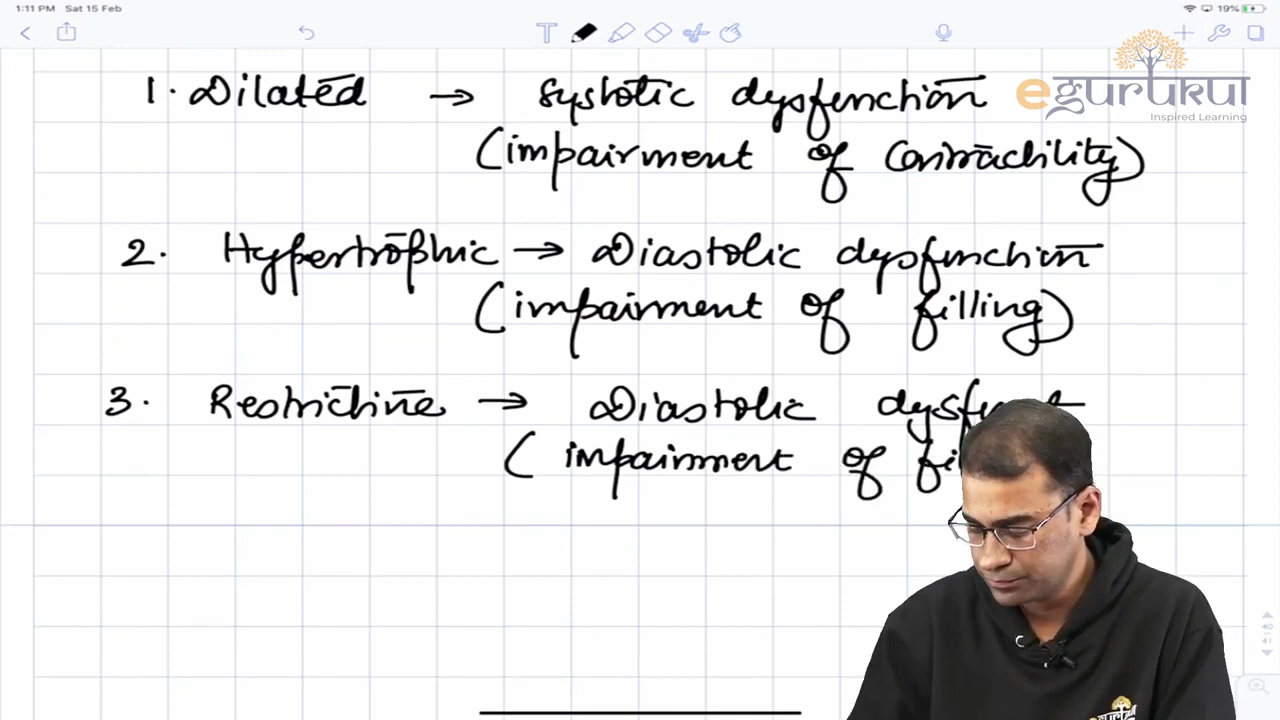 1:11 PM Sat 15 Feb
19%
egurukul
Inspired Learning
1. Dilated → Systolic dysfunction
(impairment of Contractility)
2. Hypertrophic → Diastolic dysfunction
(impairment of filling)
3. Restrictive → Diastolic
(impairment of